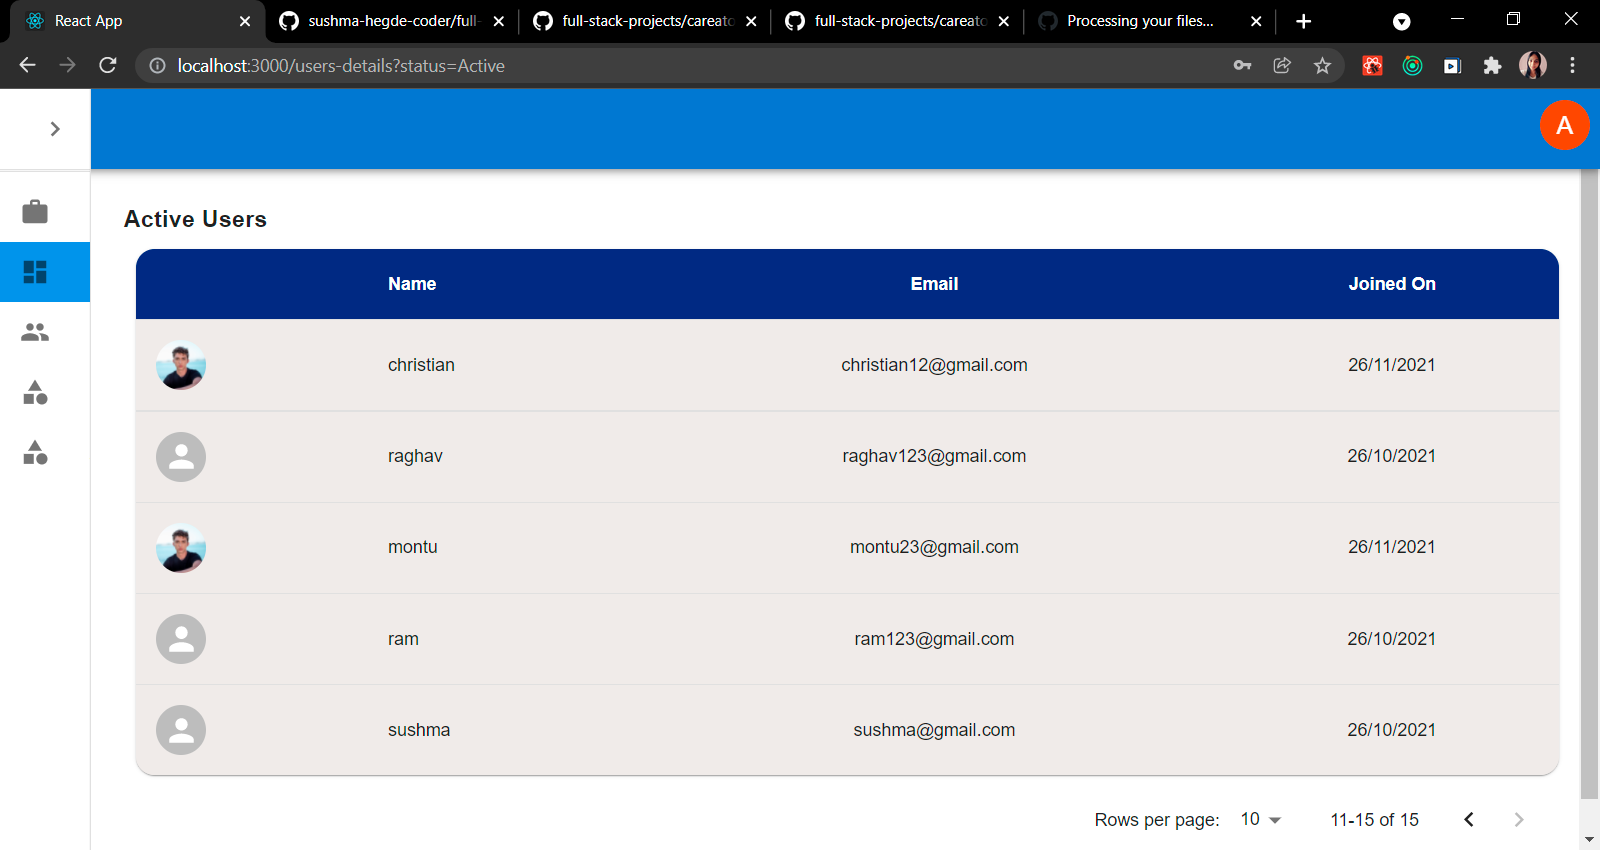 React App
sushma-hegde-coder/full-
full-stack-projects/careato
full-stack-projects/careato
Processing your files...
localhost:3000/users-details?status=Active
A
Active Users
Name Email Joined On
christian christian12@gmail.com 26/11/2021
raghav raghav123@gmail.com 26/10/2021
montu montu23@gmail.com 26/11/2021
ram ram123@gmail.com 26/10/2021
sushma sushma@gmail.com 26/10/2021
Rows per page: 10 11-15 of 15